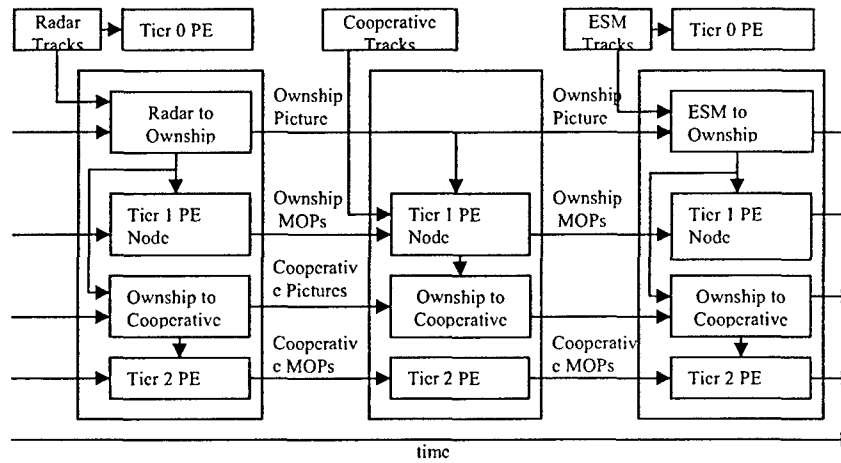 Radar
Tracks
Tier 0 PE
Cooperative
Tracks
ESM
Tracks
Tier 0 PE
Radar to
Ownship
Ownship
Picture
Ownship
Picture
ESM to
Ownship
Tier 1 PE
Node
Ownship
MOPs
Tier 1 PE
Node
Ownship
MOPs
Tier 1 PE
Node
Ownship to
Cooperative
Cooperativ
e Pictures
Ownship to
Cooperative
Ownship to
Cooperative
Tier 2 PE
Cooperativ
e MOPs
Tier 2 PE
Cooperativ
e MOPs
Tier 2 PE
time